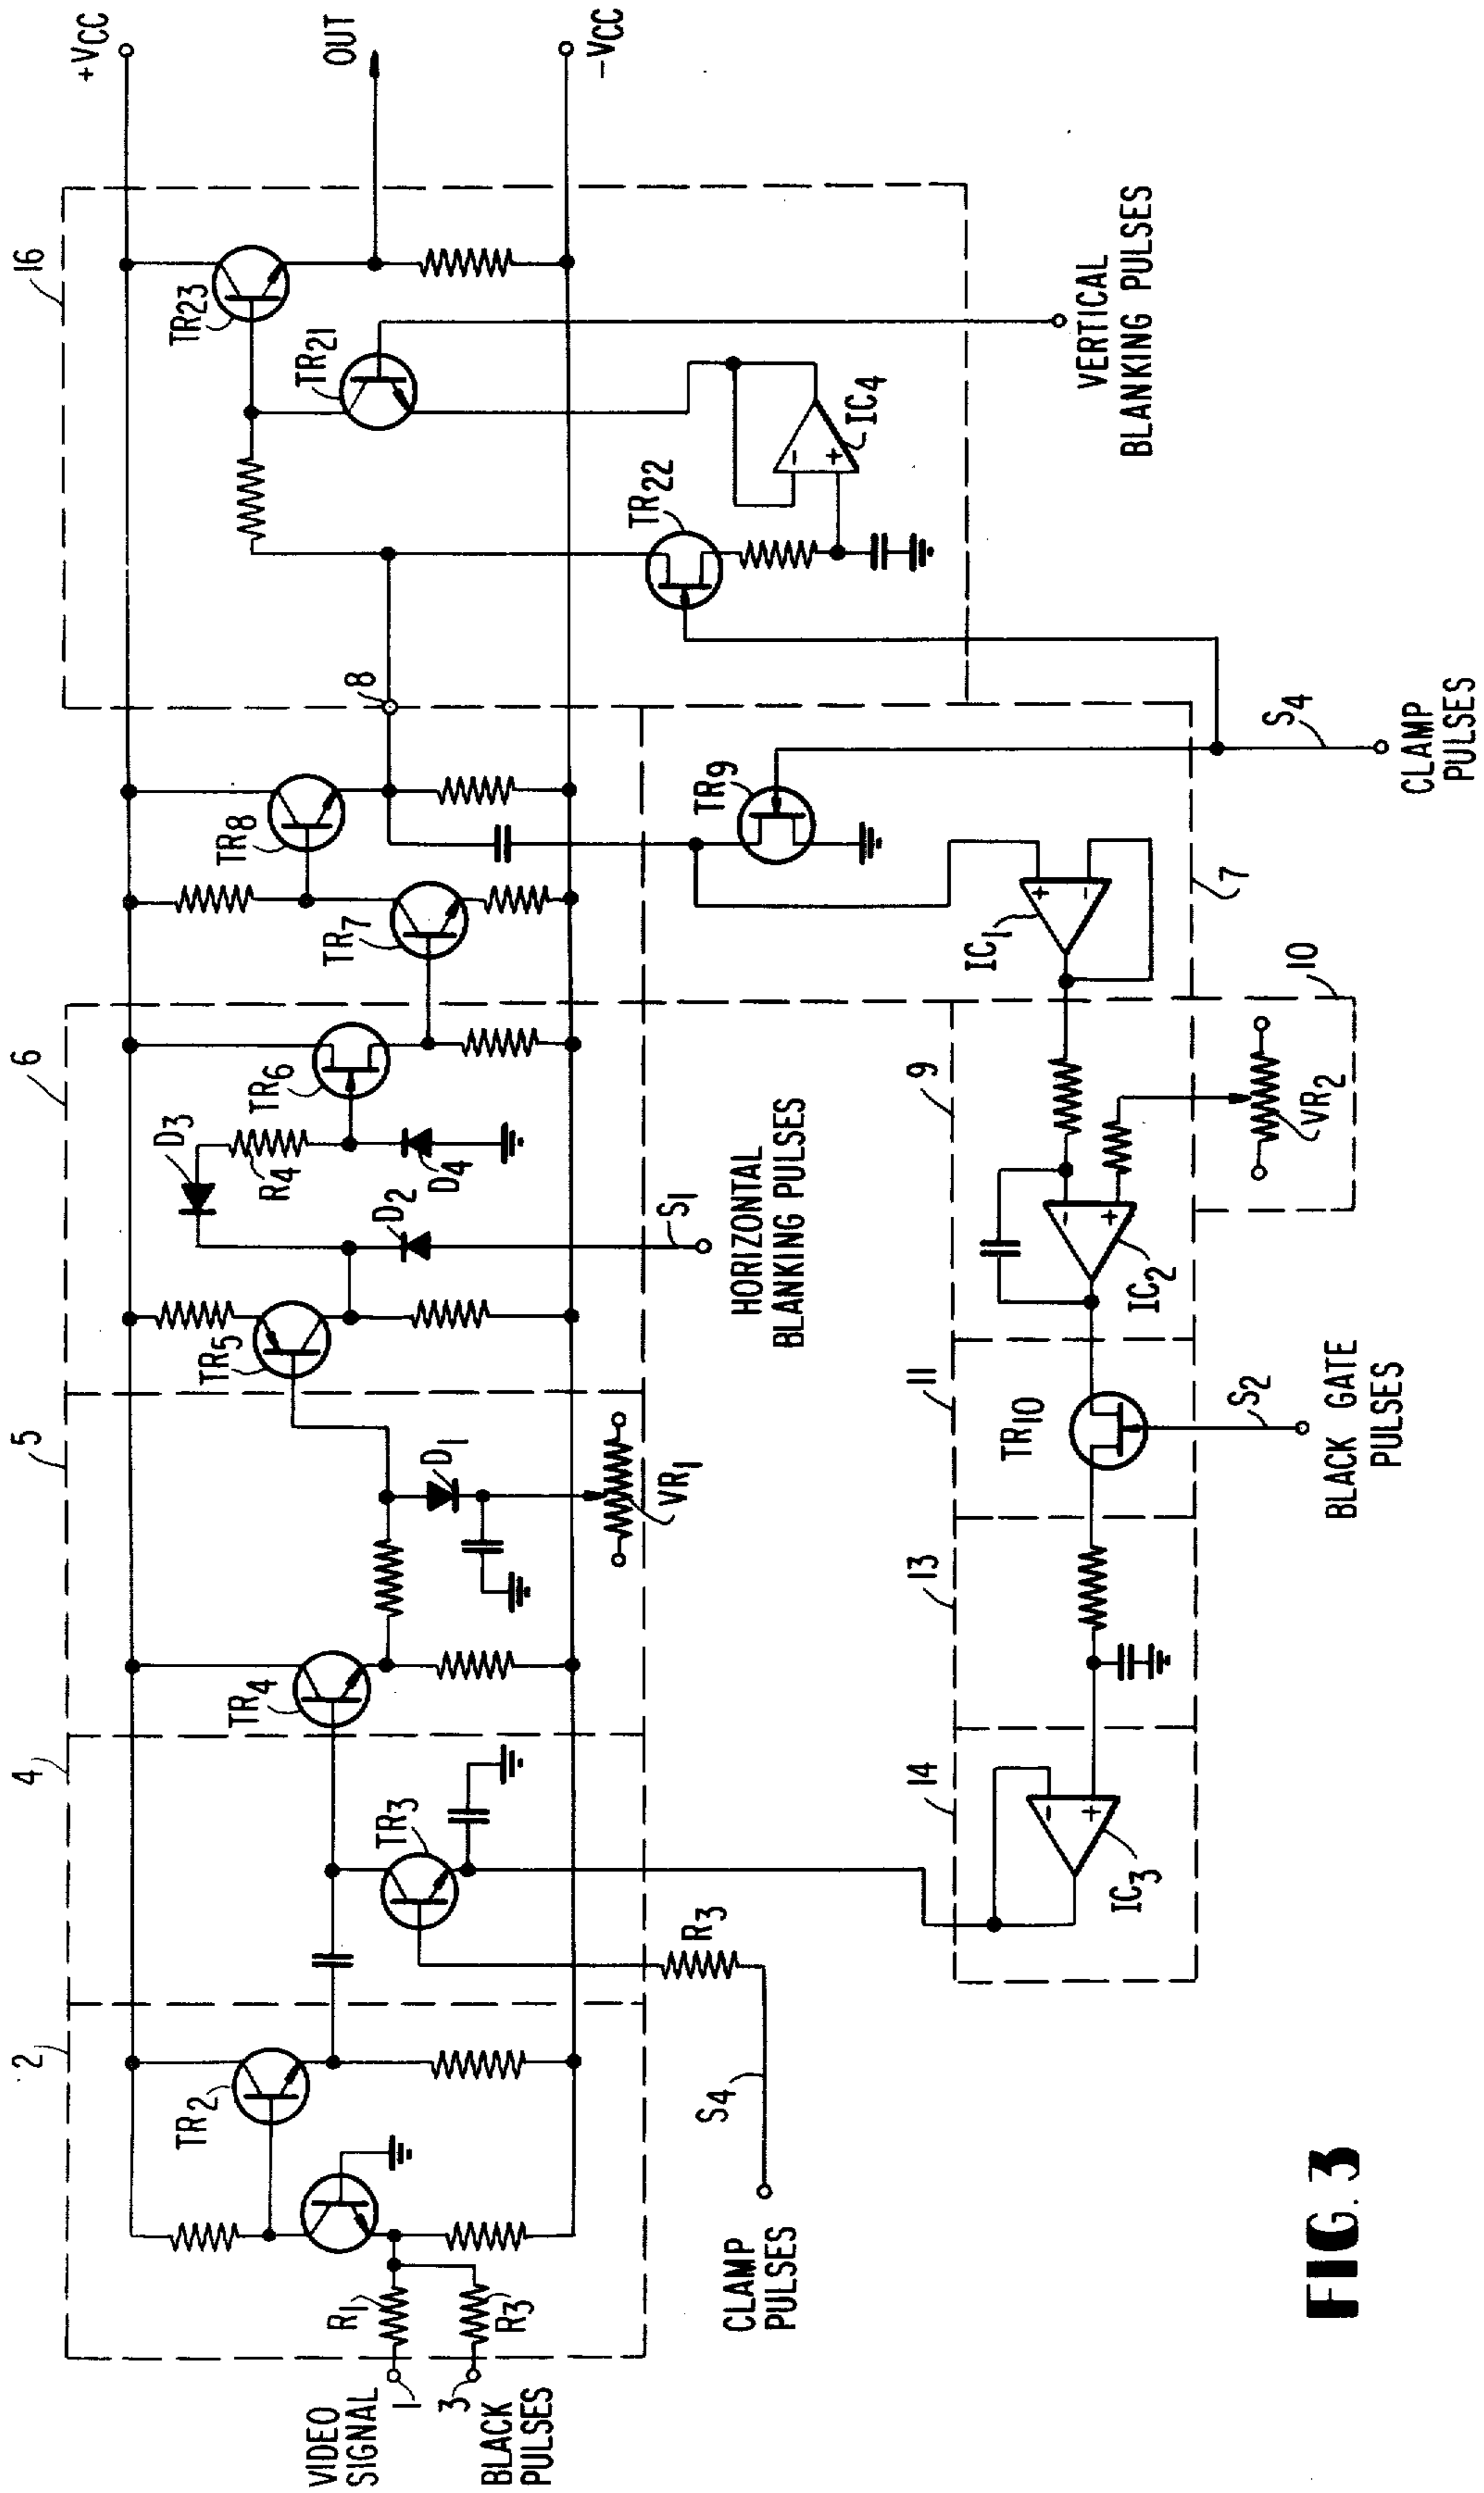 2
4
5
6
16
+VCC
OUT
-VCC
TR2
TR3
TR4
TR5
TR6
TR7
TR8
TR23
TR21
TR22
TR9
TR10
D1
D2
D3
D4
R1
R3
R4
R3
VR1
VR2
8
VIDEO
SIGNAL
1
3
BLACK
PULSES
CLAMP
PULSES
S4
HORIZONTAL
BLANKING PULSES
S1
IC1
IC2
IC3
IC4
+
-
-
+
-
+
-
+
7
9
10
11
13
14
BLACK GATE
PULSES
S2
CLAMP
PULSES
S4
VERTICAL
BLANKING PULSES
FIG. 3